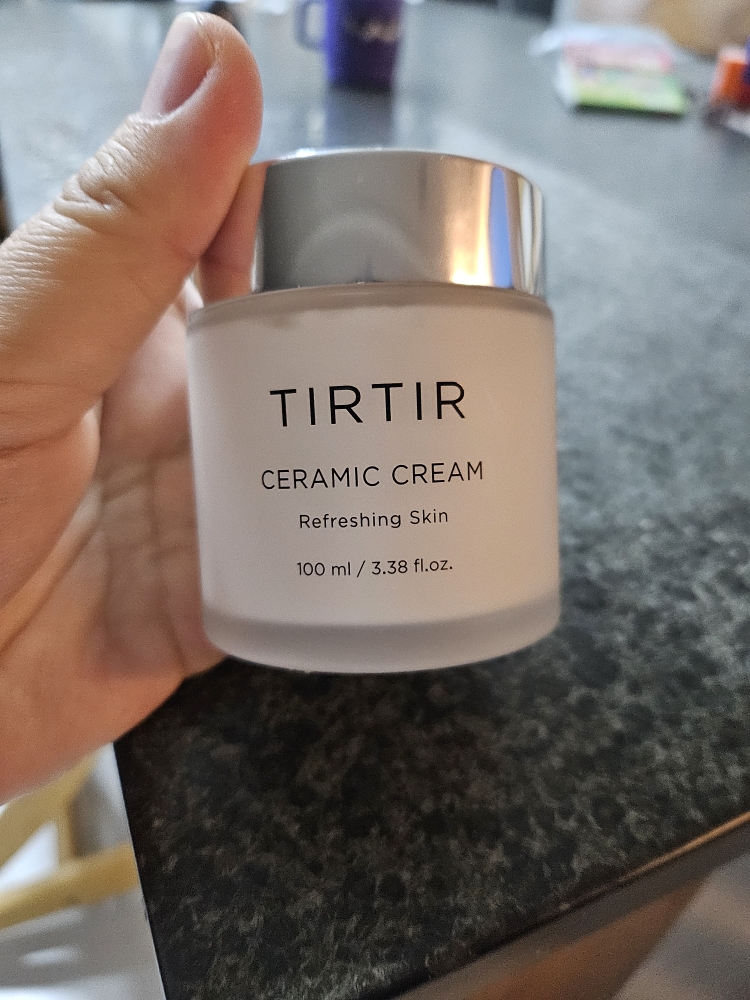 TIRTIR
CERAMIC CREAM
Refreshing Skin
100 ml / 3.38 fl.oz.